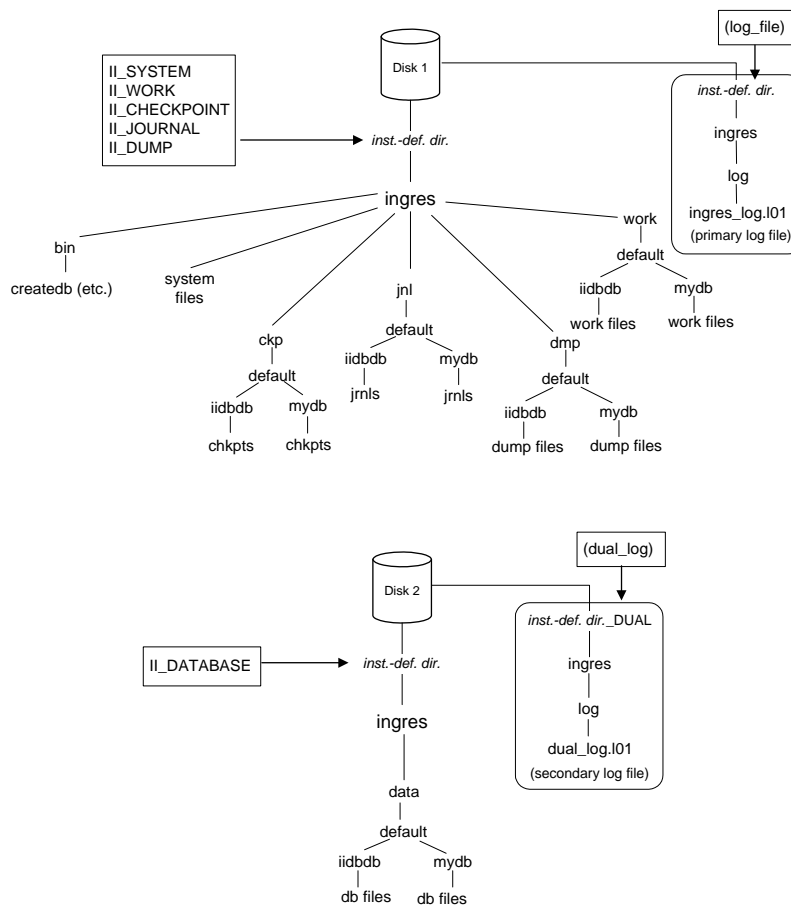 (log_file)
II_SYSTEM
II_WORK
II_CHECKPOINT
II_JOURNAL
II_DUMP
Disk 1
inst.-def. dir.
inst.-def. dir.
ingres
log
ingres_log.l01
(primary log file)
ingres
bin
createdb (etc.)
system
files
ckp
default
iidbdb mydb
chkpts chkpts
jnl
default
iidbdb mydb
jrnls jrnls
dmp
default
iidbdb mydb
dump files dump files
work
default
iidbdb mydb
work files work files
(dual_log)
Disk 2
inst.-def. dir._DUAL
ingres
log
dual_log.l01
(secondary log file)
II_DATABASE
inst.-def. dir.
ingres
data
default
iidbdb mydb
db files db files